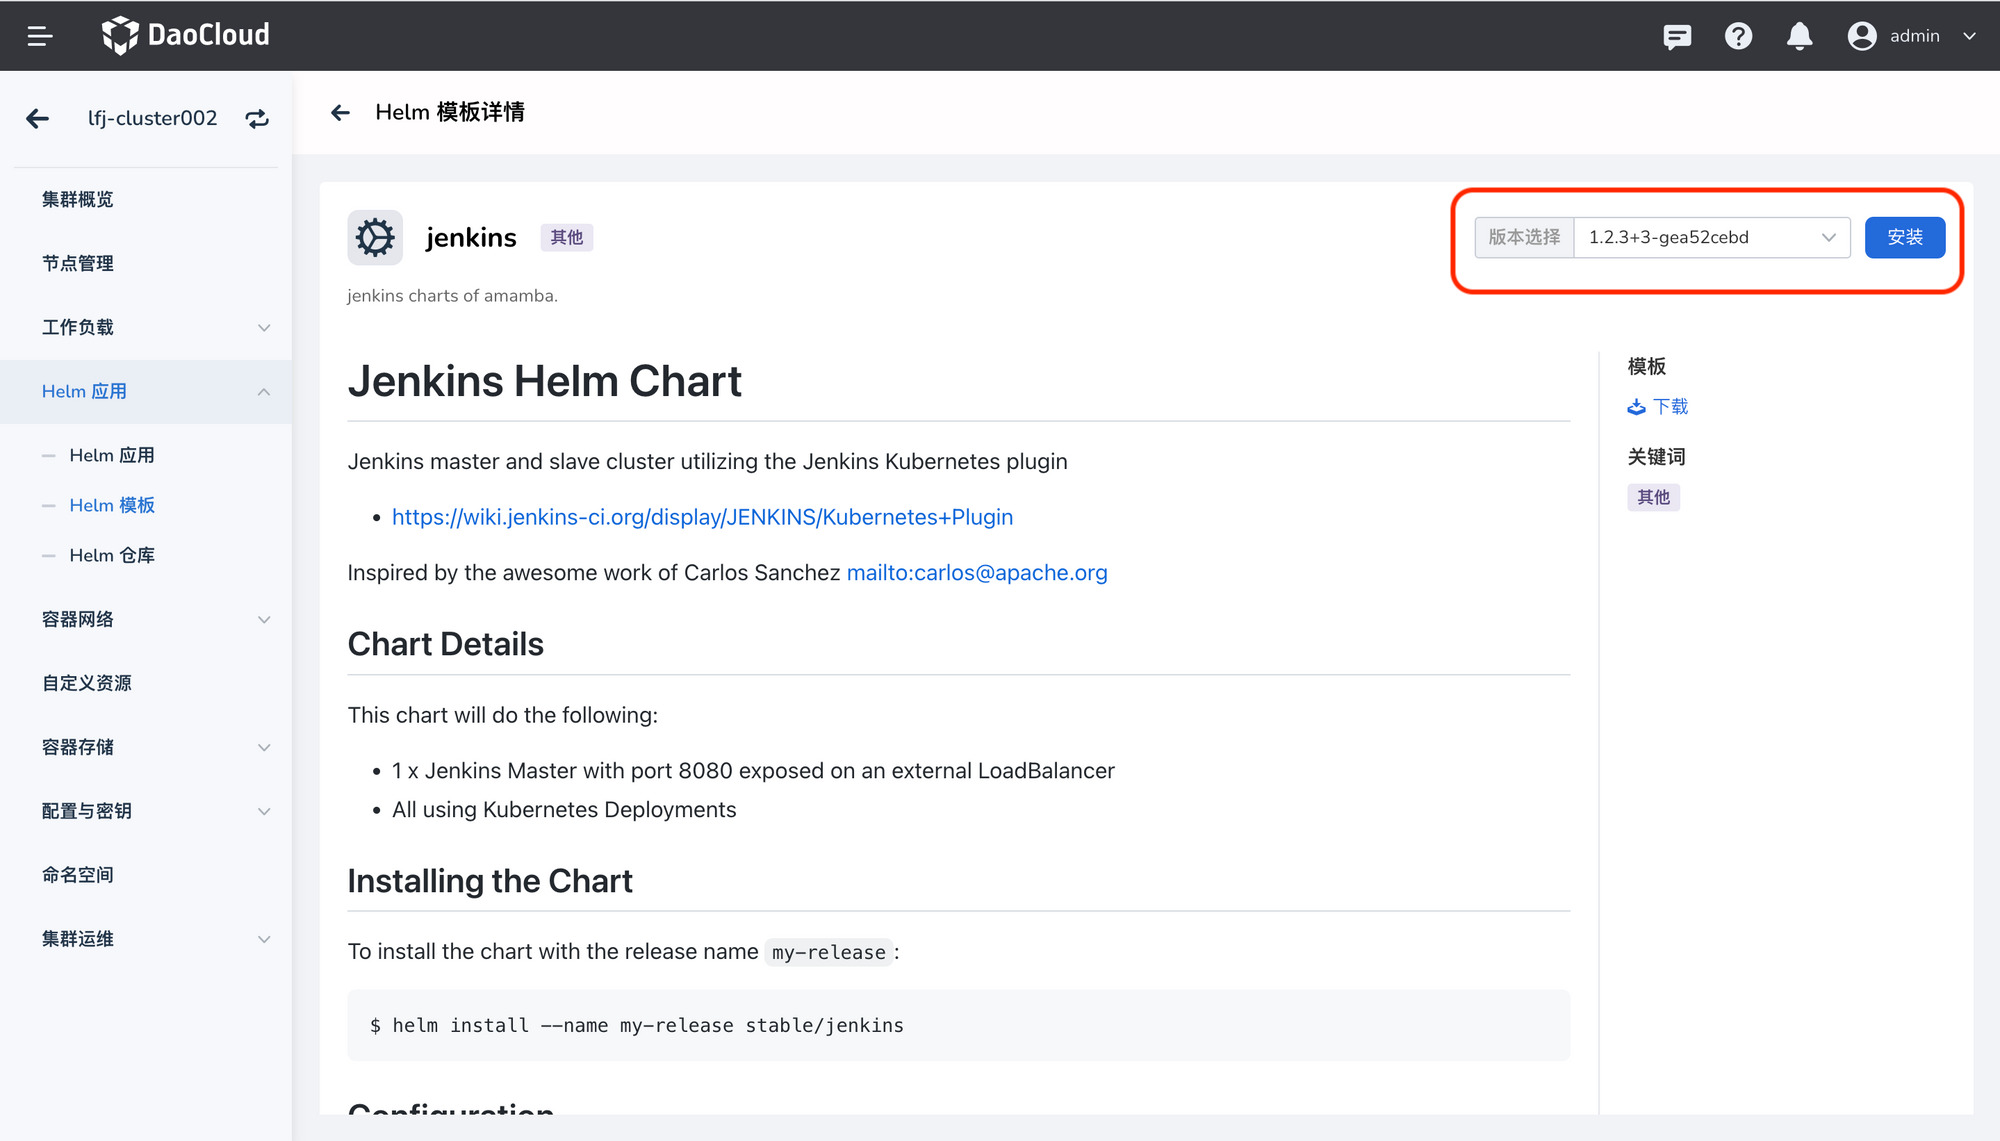 DaoCloud
admin
lfj-cluster002
Helm 模板详情
集群概览
节点管理
工作负载
Helm 应用
Helm 应用
Helm 模板
Helm 仓库
容器网络
自定义资源
容器存储
配置与密钥
命名空间
集群运维
jenkins
其他
版本选择
1.2.3+3-gea52cebd
安装
jenkins charts of amamba.
Jenkins Helm Chart
Jenkins master and slave cluster utilizing the Jenkins Kubernetes plugin
• https://wiki.jenkins-ci.org/display/JENKINS/Kubernetes+Plugin
Inspired by the awesome work of Carlos Sanchez mailto:carlos@apache.org
Chart Details
This chart will do the following:
• 1 x Jenkins Master with port 8080 exposed on an external LoadBalancer
• All using Kubernetes Deployments
Installing the Chart
To install the chart with the release name my-release:
$ helm install --name my-release stable/jenkins
Configuration
模板
下载
关键词
其他